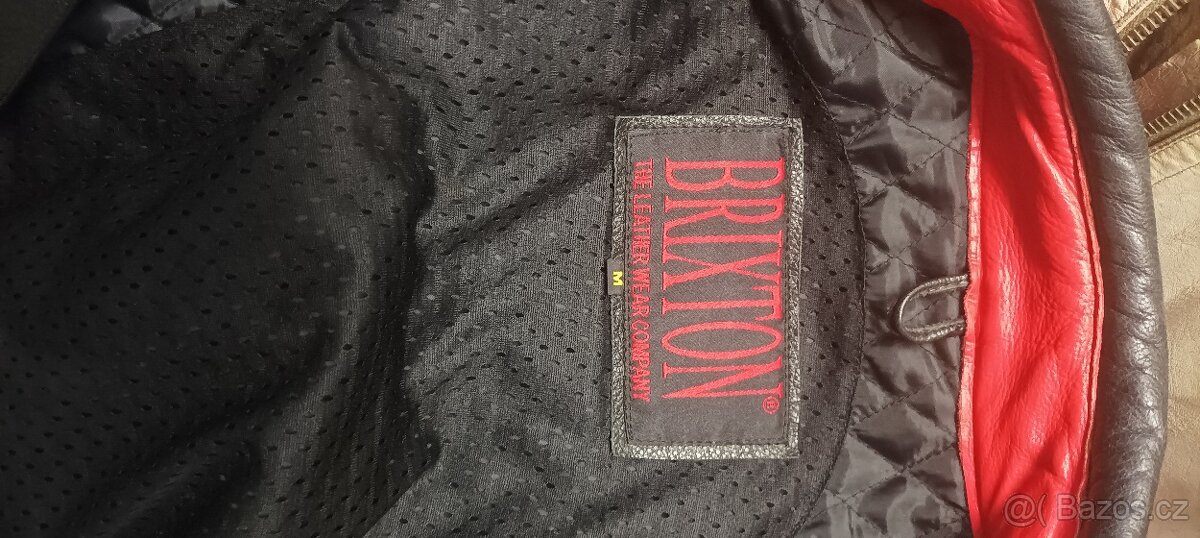 BRIXTON®
THE LEATHER WEAR COMPANY
M
@( Bazos.cz